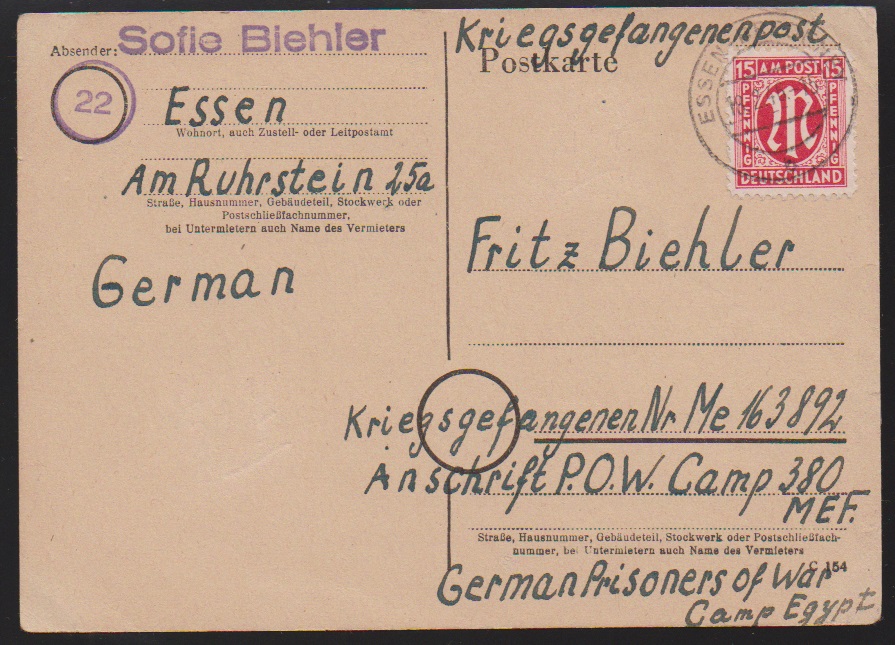 Absender: Sofie Biehler
22
Essen
Wohnort, auch Zustell- oder Leitpostamt
Am Ruhrstein 25a
Straße, Hausnummer, Gebäudeteil, Stockweck oder
Postschließfachnummer,
bei Untermietern auch Name des Vermieters
German
Kriegsgefangenenpost
Postkarte
ESSEN
15 AM POST 15
PFENNIG PFENNIG
DEUTSCHLAND
Fritz Biehler
Kriegsgefangenen Nr Me 163892
Anschrift P.O.W. Camp 380
MEF.
Straße, Hausnummer, Gebäudeteil, Stockwerk oder Postschließfach-
nummer, bei Untermietern auch Name des Vermieters
C 154
German Prisoners of War
Camp Egypt